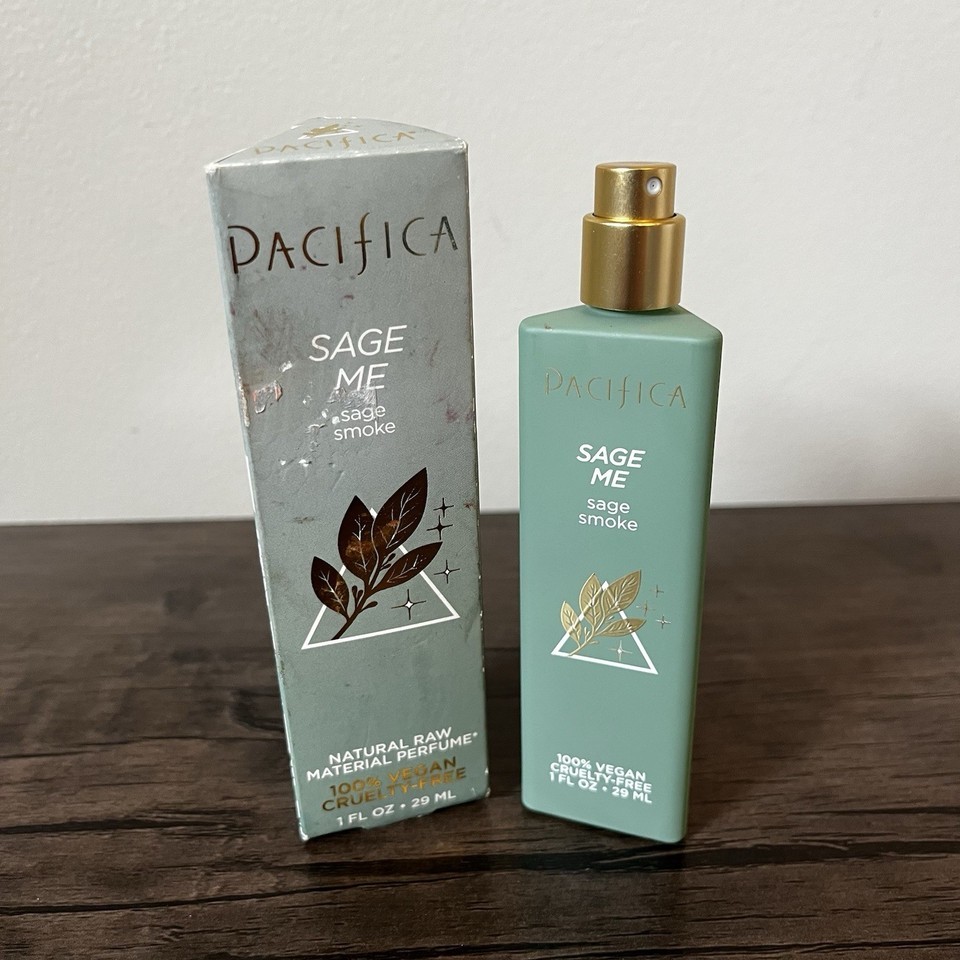 PACIFICA®
PACIFICA
SAGE
ME
sage
smoke
NATURAL RAW
MATERIAL PERFUME*
100% VEGAN
CRUELTY-FREE
1 FL OZ • 29 ML
PACIFICA
SAGE
ME
sage
smoke
100% VEGAN
CRUELTY-FREE
1 FL OZ • 29 ML